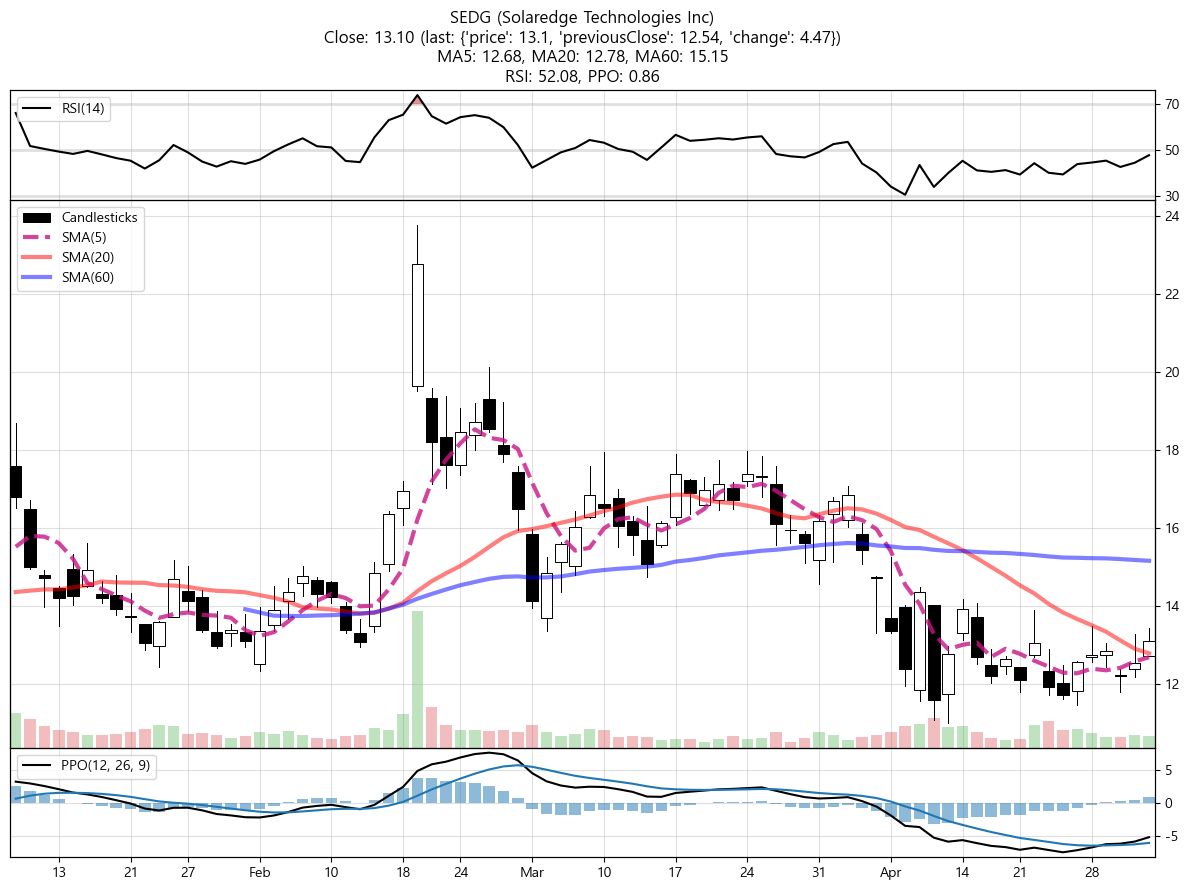 SEDG (Solaredge Technologies Inc)
Close: 13.10 (last: {'price': 13.1, 'previousClose': 12.54, 'change': 4.47})
MA5: 12.68, MA20: 12.78, MA60: 15.15
RSI: 52.08, PPO: 0.86
RSI(14)
70
50
30
Candlesticks
SMA(5)
SMA(20)
SMA(60)
24
22
20
18
16
14
12
PPO(12, 26, 9)
5
0
-5
13 21 27 Feb 10 18 24 Mar 10 17 24 31 Apr 14 21 28